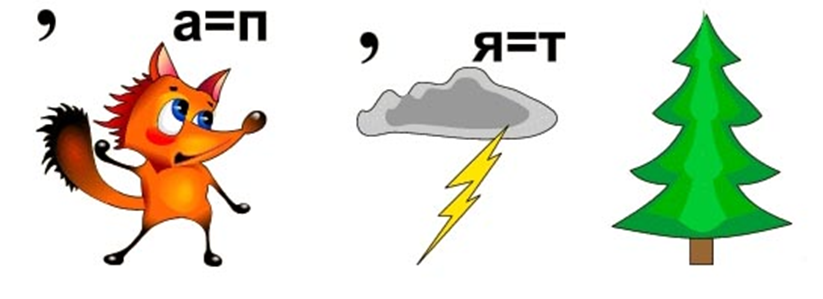 , а=п
, я=т